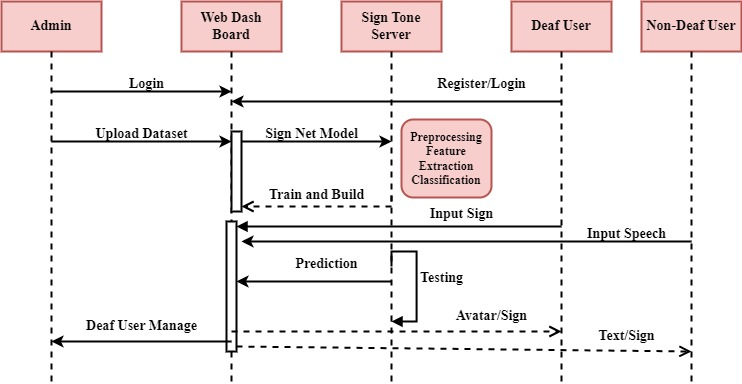 Admin
Web Dash
Board
Sign Tone
Server
Deaf User
Non-Deaf User
Login
Register/Login
Upload Dataset
Sign Net Model
Preprocessing
Feature
Extraction
Classification
Train and Build
Input Sign
Input Speech
Prediction
Testing
Avatar/Sign
Deaf User Manage
Text/Sign